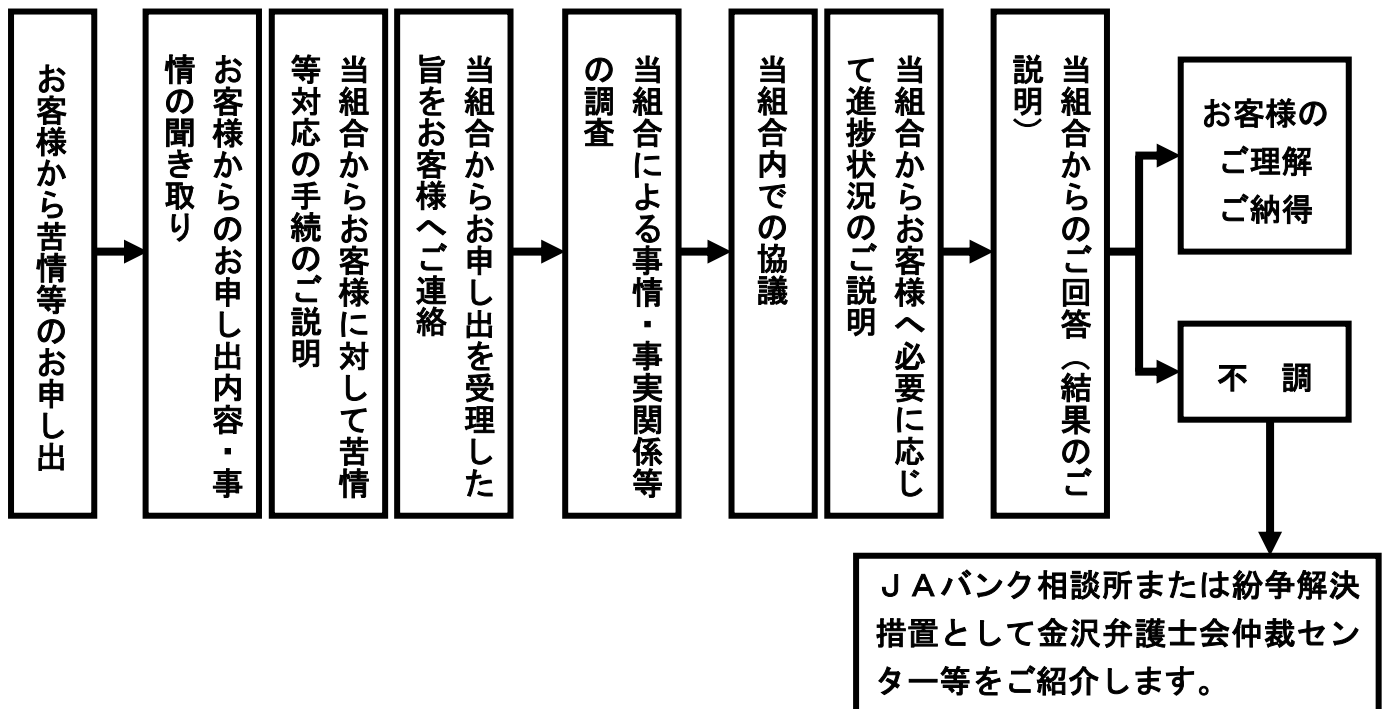 お客様から苦情等のお申し出
お客様からのお申し出内容・事
情の聞き取り
当組合からお客様に対して苦情
等対応の手続のご説明
当組合からお申し出を受理した
旨をお客様へご連絡
当組合による事情・事実関係等
の調査
当組合内での協議
当組合からお客様へ必要に応じ
て進捗状況のご説明
当組合からのご回答（結果のご
説明）
お客様の
ご理解
ご納得
不　調
ＪＡバンク相談所または紛争解決
措置として金沢弁護士会仲裁セン
ター等をご紹介します。